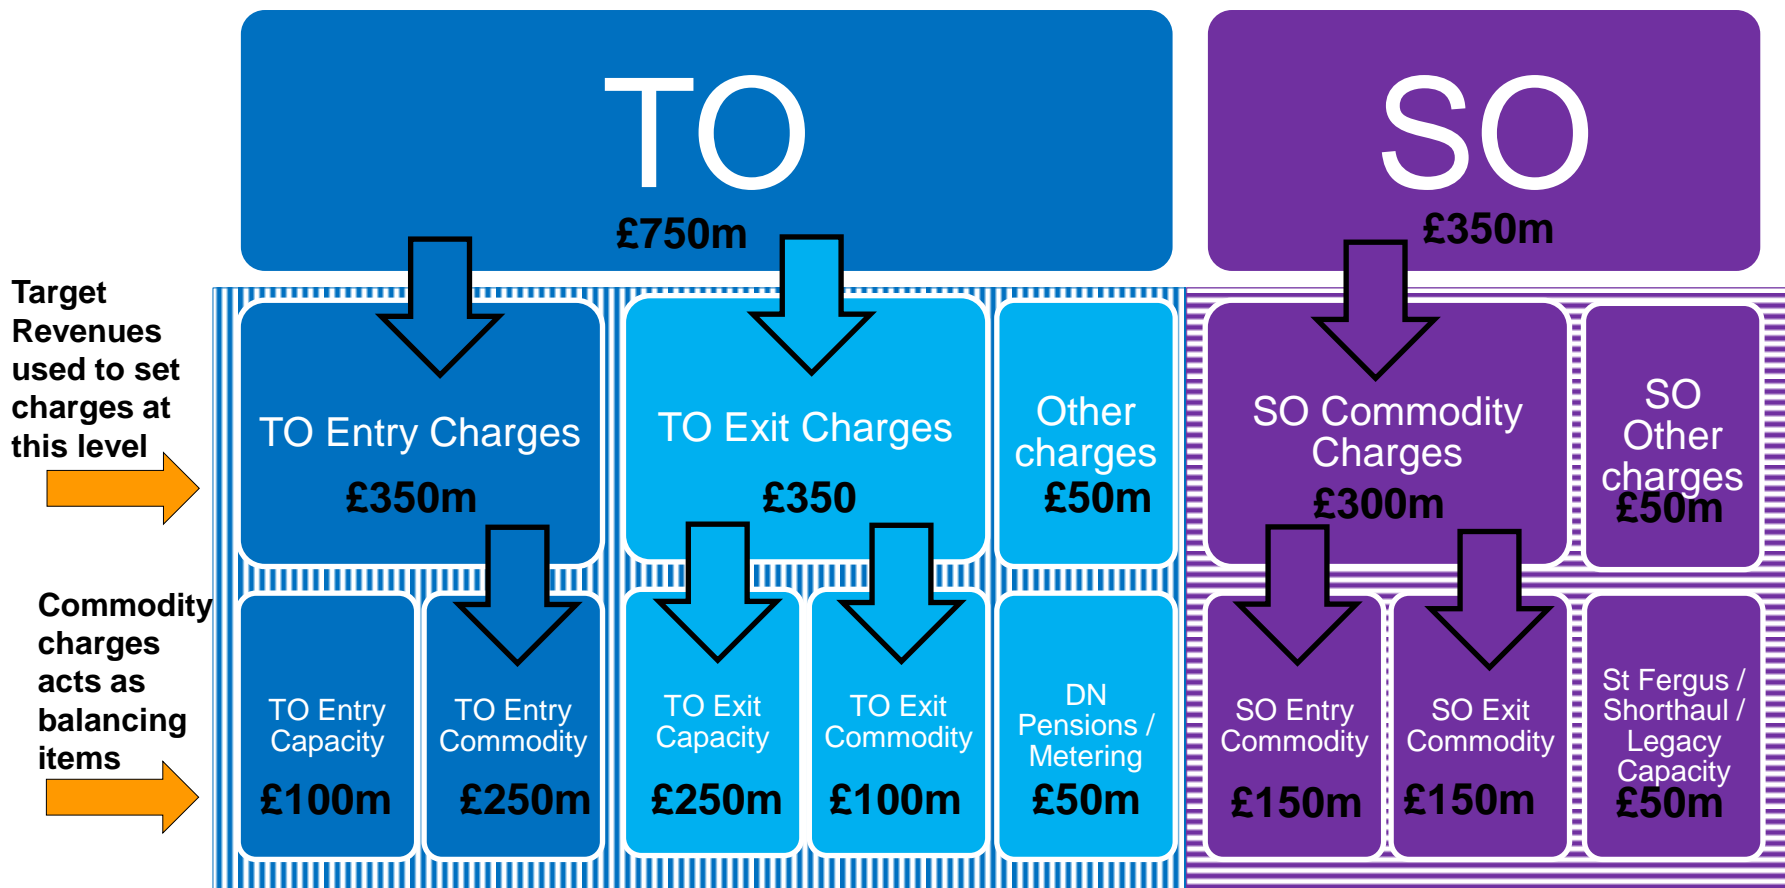 TO
£750m
SO
£350m
Target
Revenues
used to set
charges at
this level
TO Entry Charges
£350m
TO Exit Charges
£350
Other
charges
£50m
SO Commodity
Charges
£300m
SO
Other
charges
£50m
Commodity
charges
acts as
balancing
items
TO Entry
Capacity
£100m
TO Entry
Commodity
£250m
TO Exit
Capacity
£250m
TO Exit
Commodity
£100m
DN
Pensions /
Metering
£50m
SO Entry
Commodity
£150m
SO Exit
Commodity
£150m
St Fergus /
Shorthaul /
Legacy
Capacity
£50m